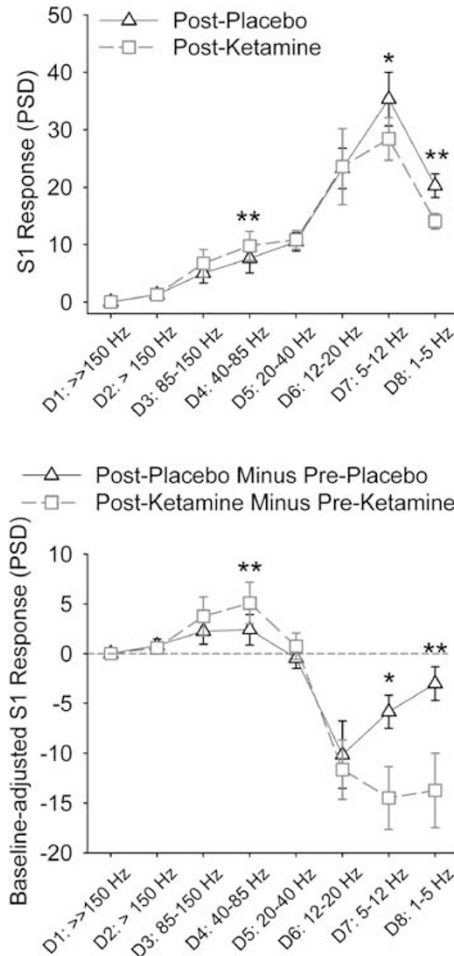 Post-Placebo
Post-Ketamine
S1 Response (PSD)
50
40
30
20
10
0
*
**
**
D1: >>150 Hz
D2: > 150 Hz
D3: 85-150 Hz
D4: 40-85 Hz
D5: 20-40 Hz
D6: 12-20 Hz
D7: 5-12 Hz
D8: 1-5 Hz
Post-Placebo Minus Pre-Placebo
Post-Ketamine Minus Pre-Ketamine
Baseline-adjusted S1 Response (PSD)
10
5
0
-5
-10
-15
-20
**
*
**
D1: >>150 Hz
D2: > 150 Hz
D3: 85-150 Hz
D4: 40-85 Hz
D5: 20-40 Hz
D6: 12-20 Hz
D7: 5-12 Hz
D8: 1-5 Hz